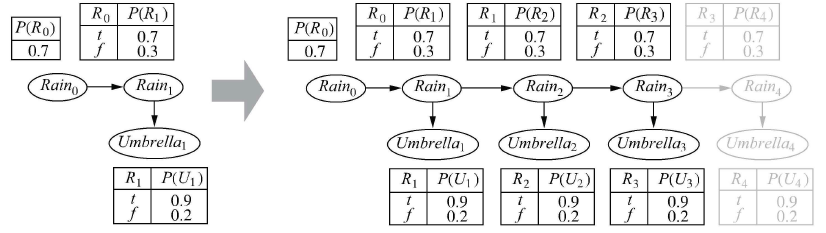 P(R₀)
0.7
R₀ P(R₁)
t 0.7
f 0.3
Rain₀ Rain₁
Umbrella₁
R₁ P(U₁)
t 0.9
f 0.2
P(R₀)
0.7
R₀ P(R₁)
t 0.7
f 0.3
R₁ P(R₂)
t 0.7
f 0.3
R₂ P(R₃)
t 0.7
f 0.3
R₃ P(R₄)
t 0.7
f 0.3
Rain₀ Rain₁ Rain₂ Rain₃ Rain₄
Umbrella₁ Umbrella₂ Umbrella₃ Umbrella₄
R₁ P(U₁)
t 0.9
f 0.2
R₂ P(U₂)
t 0.9
f 0.2
R₃ P(U₃)
t 0.9
f 0.2
R₄ P(U₄)
t 0.9
f 0.2